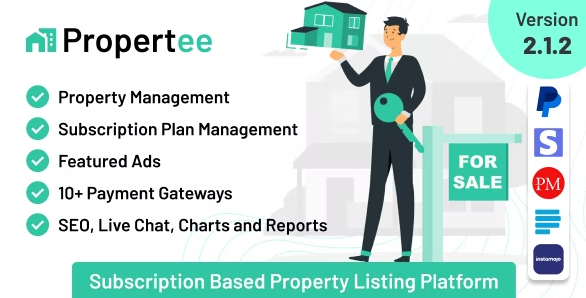 Propertee
Version
2.1.2
Property Management
Subscription Plan Management
Featured Ads
10+ Payment Gateways
SEO, Live Chat, Charts and Reports
FOR
SALE
PM
instamojo
Subscription Based Property Listing Platform